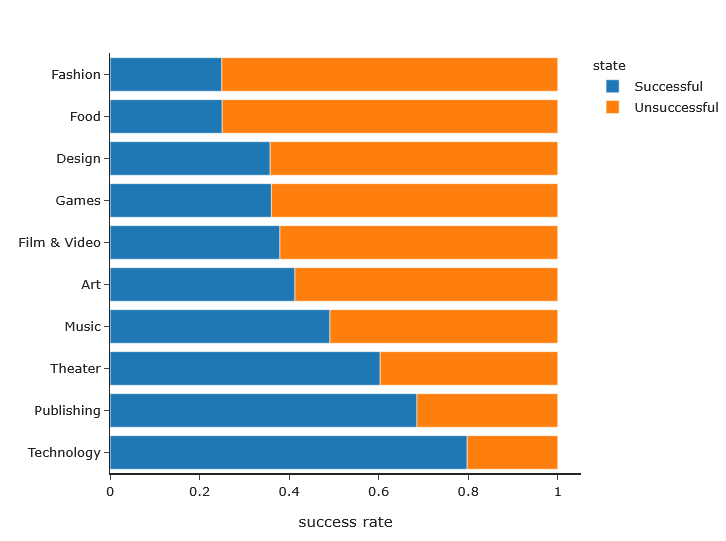 state
Successful
Unsuccessful
Fashion
Food
Design
Games
Film & Video
Art
Music
Theater
Publishing
Technology
0 0.2 0.4 0.6 0.8 1
success rate